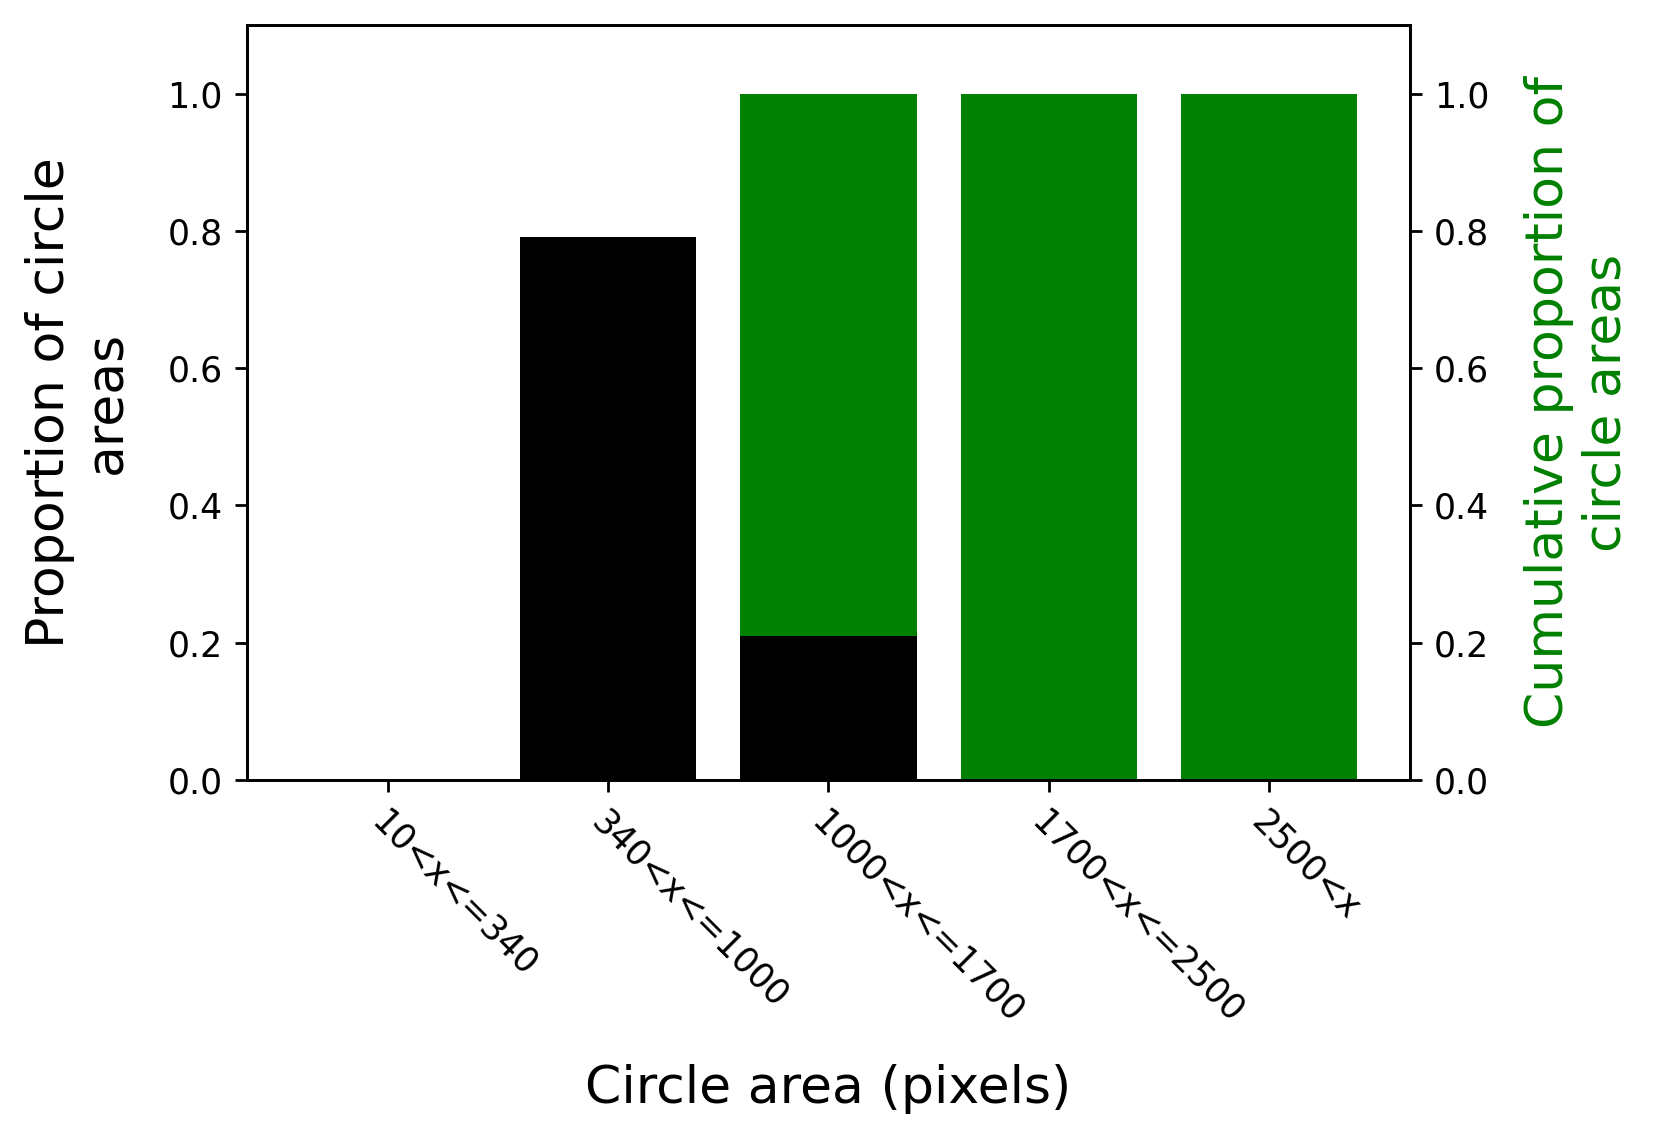 Proportion of circle
areas
1.0
0.8
0.6
0.4
0.2
0.0
1.0
0.8
0.6
0.4
0.2
0.0
Cumulative proportion of
circle areas
10<x<=340
340<x<=1000
1000<x<=1700
1700<x<=2500
2500<x
Circle area (pixels)